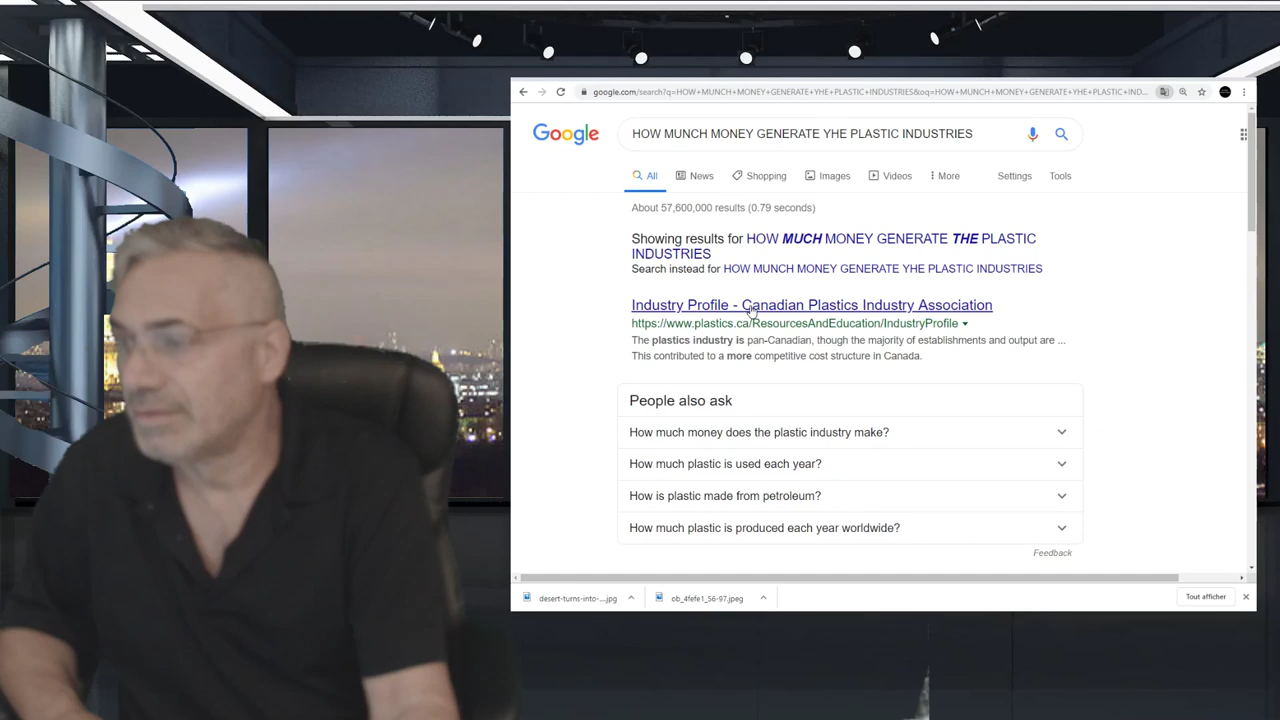 google.com/search?q=HOW+MUNCH+MONEY+GENERATE+YHE+PLASTIC+INDUSTRIES&oq=HOW+MUNCH+MONEY+GENERATE+YHE+PLASTIC+IND...
Google
HOW MUNCH MONEY GENERATE YHE PLASTIC INDUSTRIES
All News Shopping Images Videos More Settings Tools
About 57,600,000 results (0.79 seconds)
Showing results for HOW MUCH MONEY GENERATE THE PLASTIC
INDUSTRIES
Search instead for HOW MUNCH MONEY GENERATE YHE PLASTIC INDUSTRIES
Industry Profile - Canadian Plastics Industry Association
https://www.plastics.ca/ResourcesAndEducation/IndustryProfile
The plastics industry is pan-Canadian, though the majority of establishments and output are ...
This contributed to a more competitive cost structure in Canada.
People also ask
How much money does the plastic industry make?
How much plastic is used each year?
How is plastic made from petroleum?
How much plastic is produced each year worldwide?
Feedback
desert-turns-into-....jpg ob_4fefe1_56-97.jpeg Tout afficher